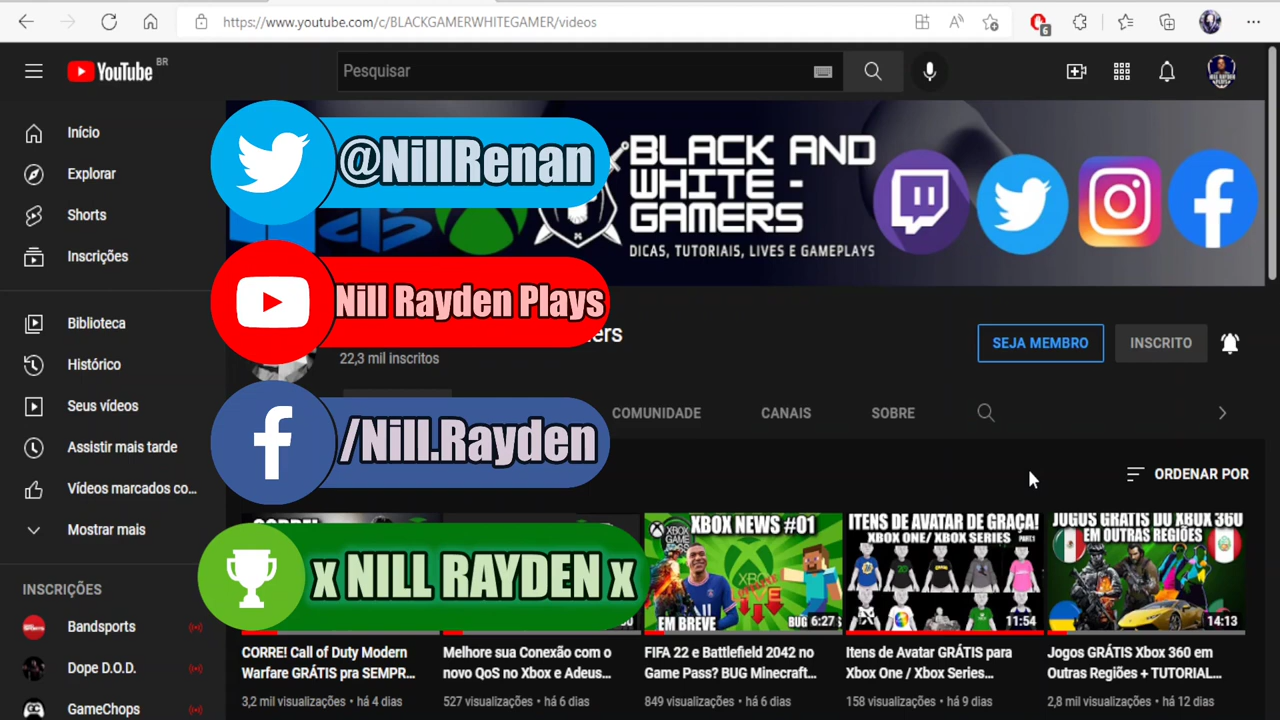 https://www.youtube.com/c/BLACKGAMERWHITEGAMER/videos
6
YouTube BR
Pesquisar
Início
Explorar
Shorts
Inscrições
Biblioteca
Histórico
Seus vídeos
Assistir mais tarde
Vídeos marcados co...
Mostrar mais
INSCRIÇÕES
Bandsports
Dope D.O.D.
GameChops
@NillRenan
Nill Rayden Plays
/Nill.Rayden
x NILL RAYDEN x
BLACK AND
WHITE -
GAMERS
DICAS, TUTORIAIS, LIVES E GAMEPLAYS
22,3 mil inscritos
SEJA MEMBRO
INSCRITO
COMUNIDADE
CANAIS
SOBRE
ORDENAR POR
XBOX NEWS #01
EM BREVE
6:27
ITENS DE AVATAR DE GRAÇA!
XBOX ONE/ XBOX SERIES
11:54
JOGOS GRATIS DO XBOX 360
EM OUTRAS REGIÕES
14:13
CORRE! Call of Duty Modern
Warfare GRÁTIS pra SEMPR...
3,2 mil visualizações • há 4 dias
Melhore sua Conexão com o
novo QoS no Xbox e Adeus...
527 visualizações • há 6 dias
FIFA 22 e Battlefield 2042 no
Game Pass? BUG Minecraft...
849 visualizações • há 6 dias
Itens de Avatar GRÁTIS para
Xbox One / Xbox Series...
1,5 mil visualizações • há 9 dias
Jogos GRÁTIS Xbox 360 em
Outras Regiões + TUTORIAL...
2,8 mil visualizações • há 12 dias